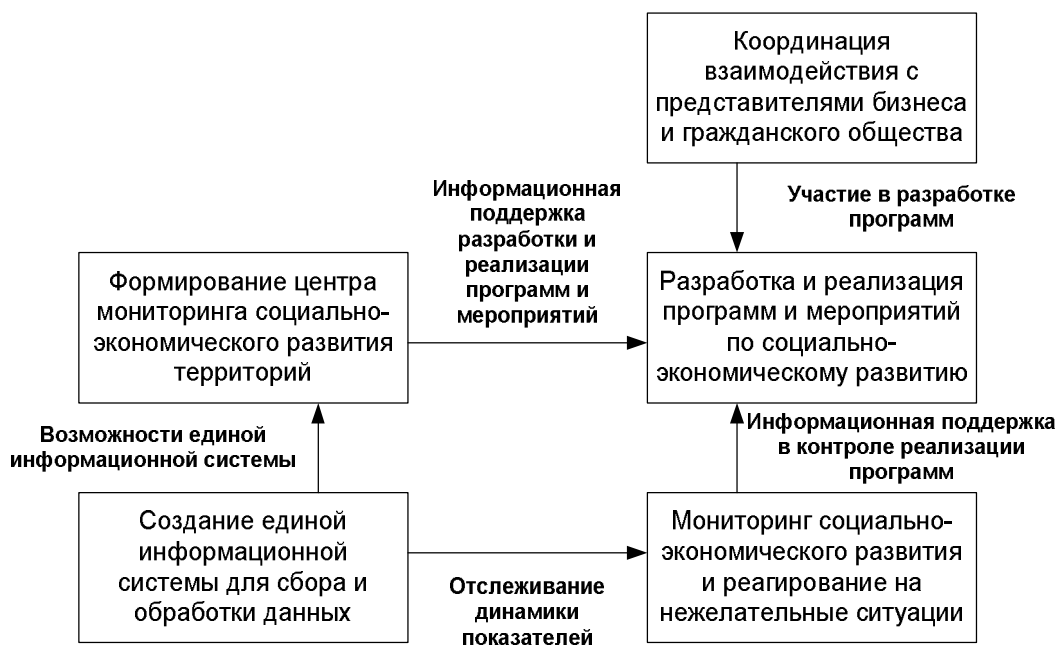 Координация
взаимодействия с
представителями бизнеса
и гражданского общества
Информационная
поддержка
разработки и
реализации
программ и
мероприятий
Участие в разработке
программ
Формирование центра
мониторинга социально-
экономического развития
территорий
Разработка и реализация
программ и мероприятий
по социально-
экономическому развитию
Возможности единой
информационной системы
Информационная поддержка
в контроле реализации
программ
Создание единой
информационной
системы для сбора и
обработки данных
Отслеживание
динамики
показателей
Мониторинг социально-
экономического развития
и реагирование на
нежелательные ситуации